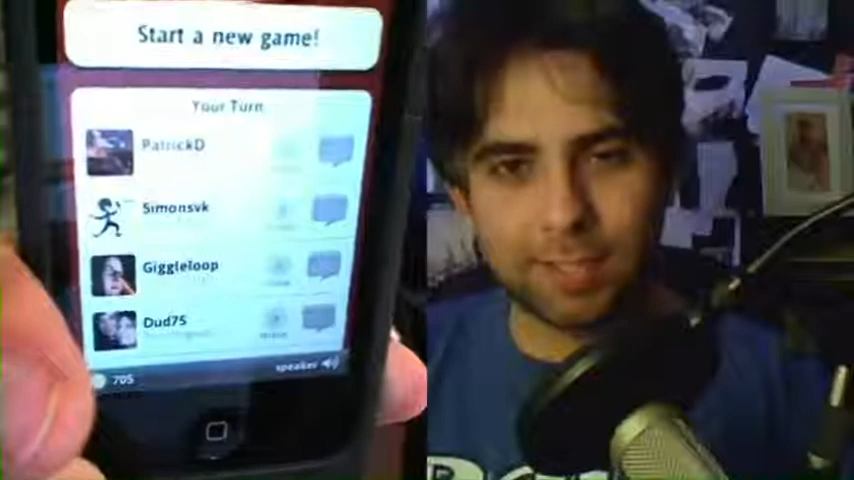 Start a new game!
Your Turn
PatrickD
Simonsvk
Giggleloop
Dud75
705
speaker